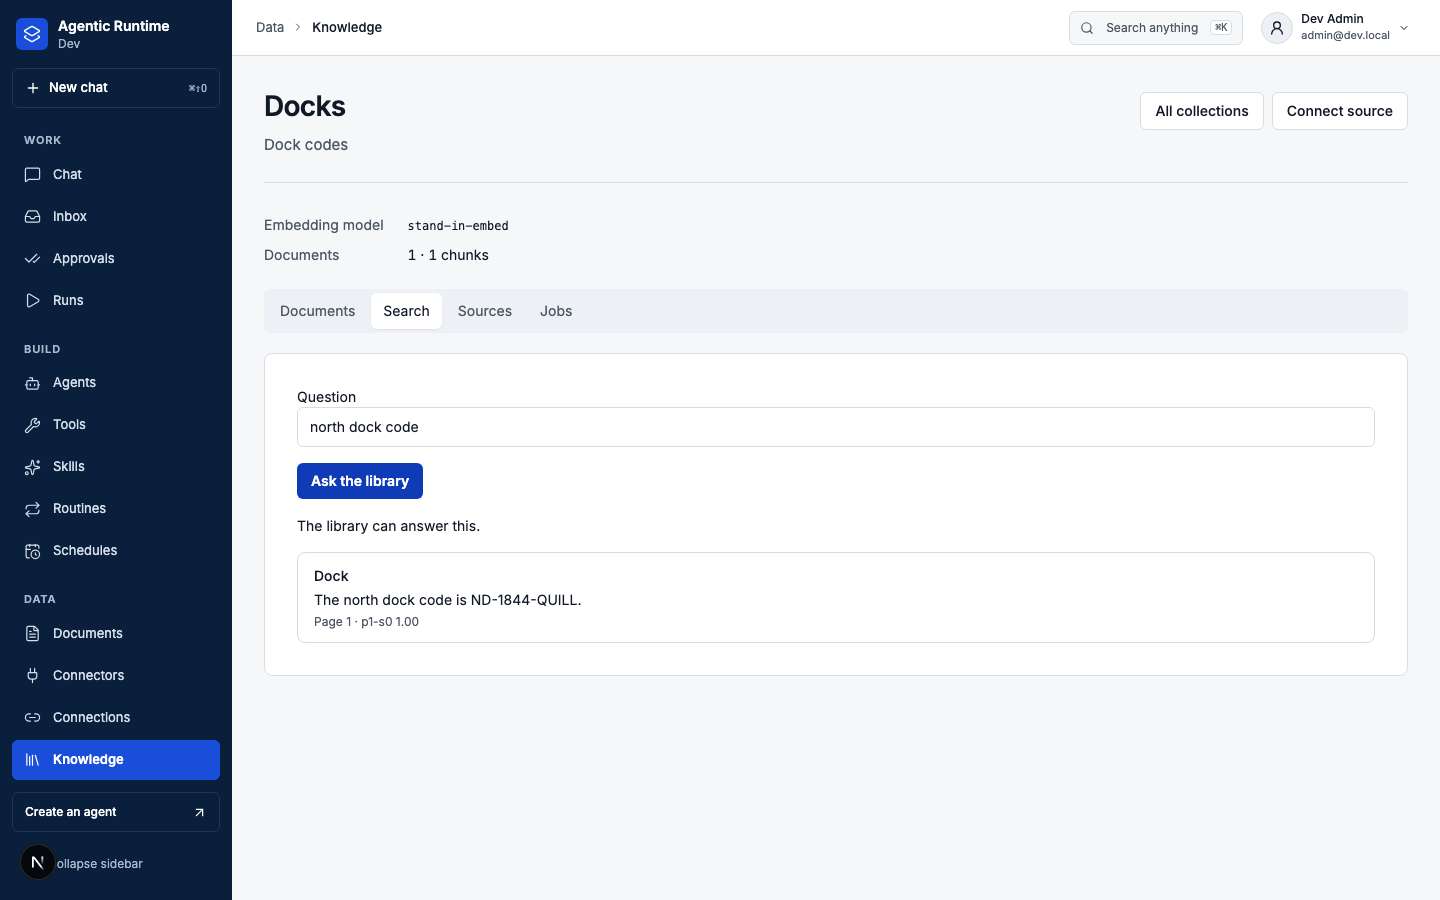 Agentic Runtime
Dev
New chat ⌘⇧O
WORK
Chat
Inbox
Approvals
Runs
BUILD
Agents
Tools
Skills
Routines
Schedules
DATA
Documents
Connectors
Connections
Knowledge
Create an agent
N ollapse sidebar
Data > Knowledge
Search anything ⌘K
Dev Admin
admin@dev.local
Docks
Dock codes
All collections
Connect source
Embedding model stand-in-embed
Documents 1 · 1 chunks
Documents Search Sources Jobs
Question
north dock code
Ask the library
The library can answer this.
Dock
The north dock code is ND-1844-QUILL.
Page 1 · p1-s0 1.00